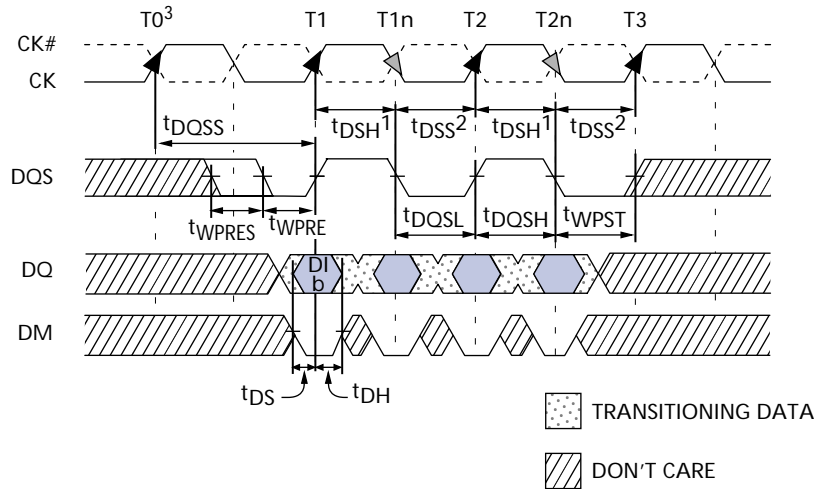 T0³ T1 T1n T2 T2n T3
CK#
CK
tDSH¹ tDSS² tDSH¹ tDSS²
tDQSS
DQS
tWPRES tWPRE tDQSL tDQSH tWPST
DQ
DI
b
DM
tDS tDH
TRANSITIONING DATA
DON'T CARE